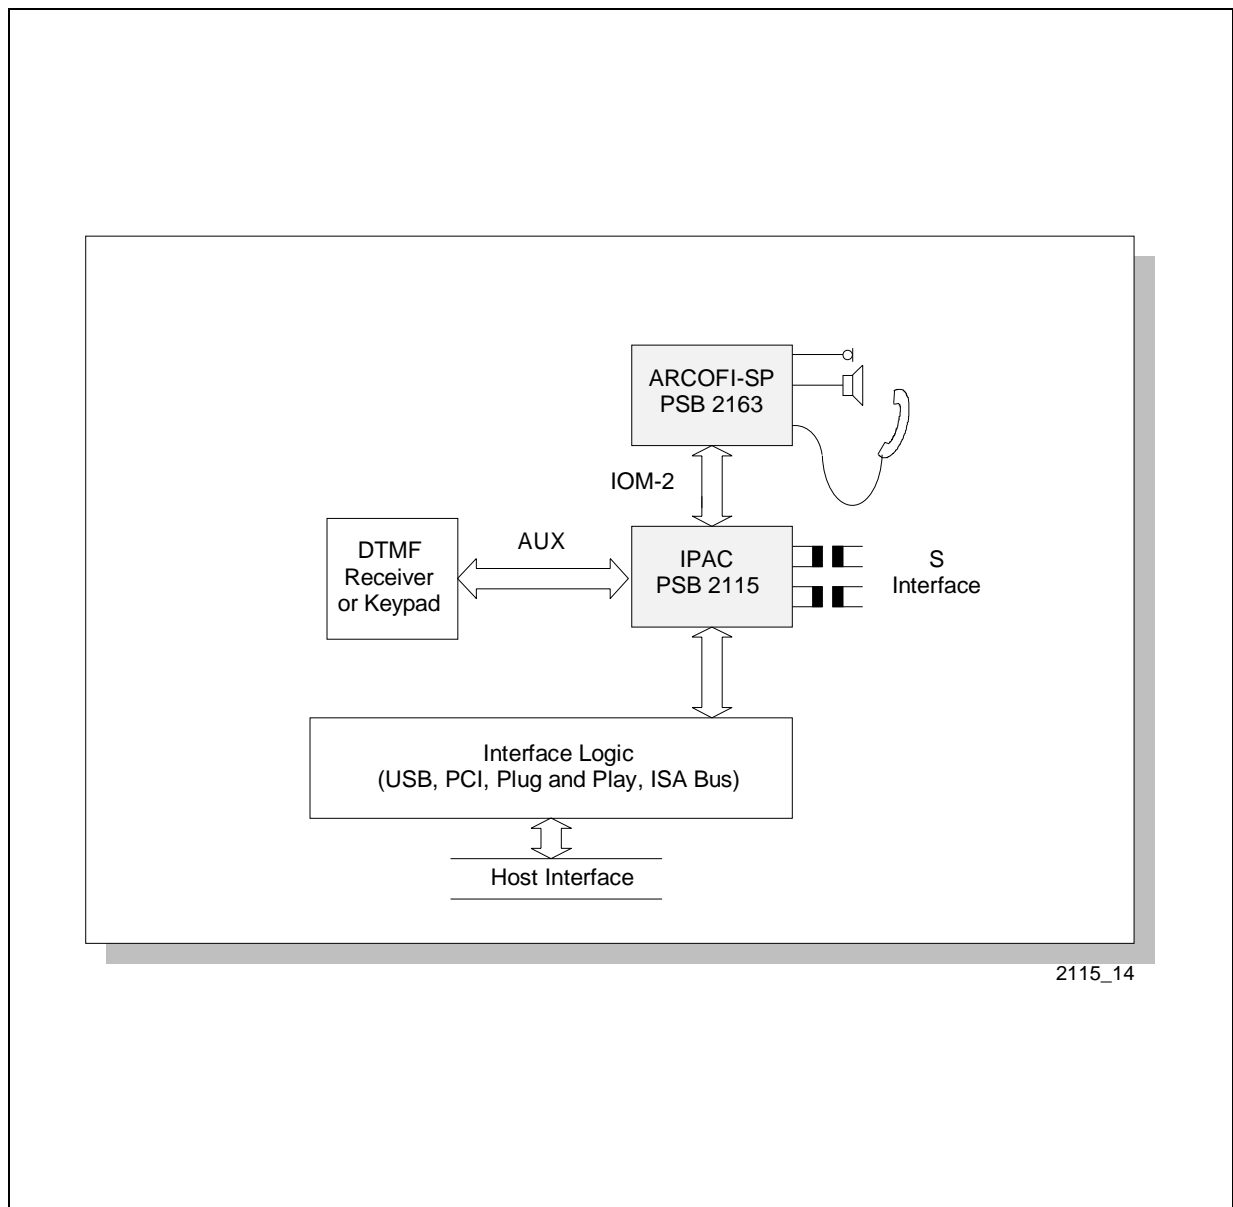 ARCOFI-SP
PSB 2163
IOM-2
DTMF
Receiver
or Keypad
AUX
IPAC
PSB 2115
S
Interface
Interface Logic
(USB, PCI, Plug and Play, ISA Bus)
Host Interface
2115_14